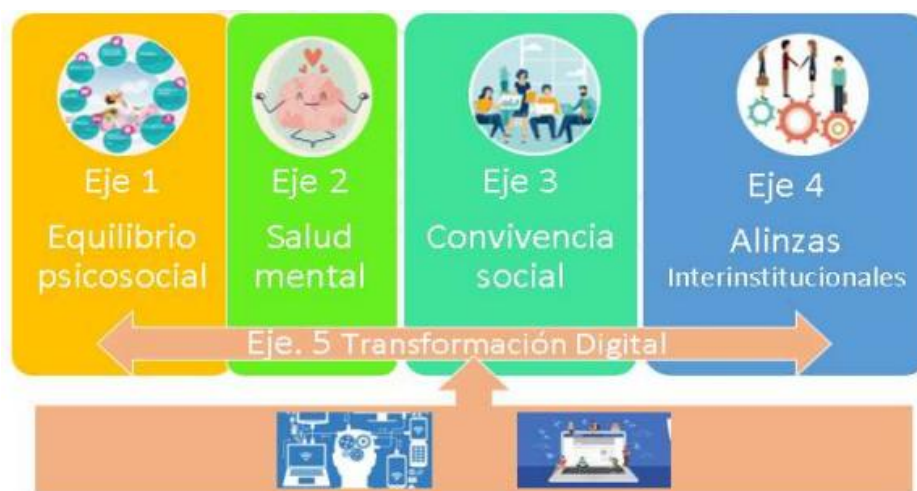 Eje 1
Equilibrio
psicosocial
Eje 2
Salud
mental
Eje 3
Convivencia
social
Eje 4
Alinzas
Interinstitucionales
Eje. 5 Transformación Digital